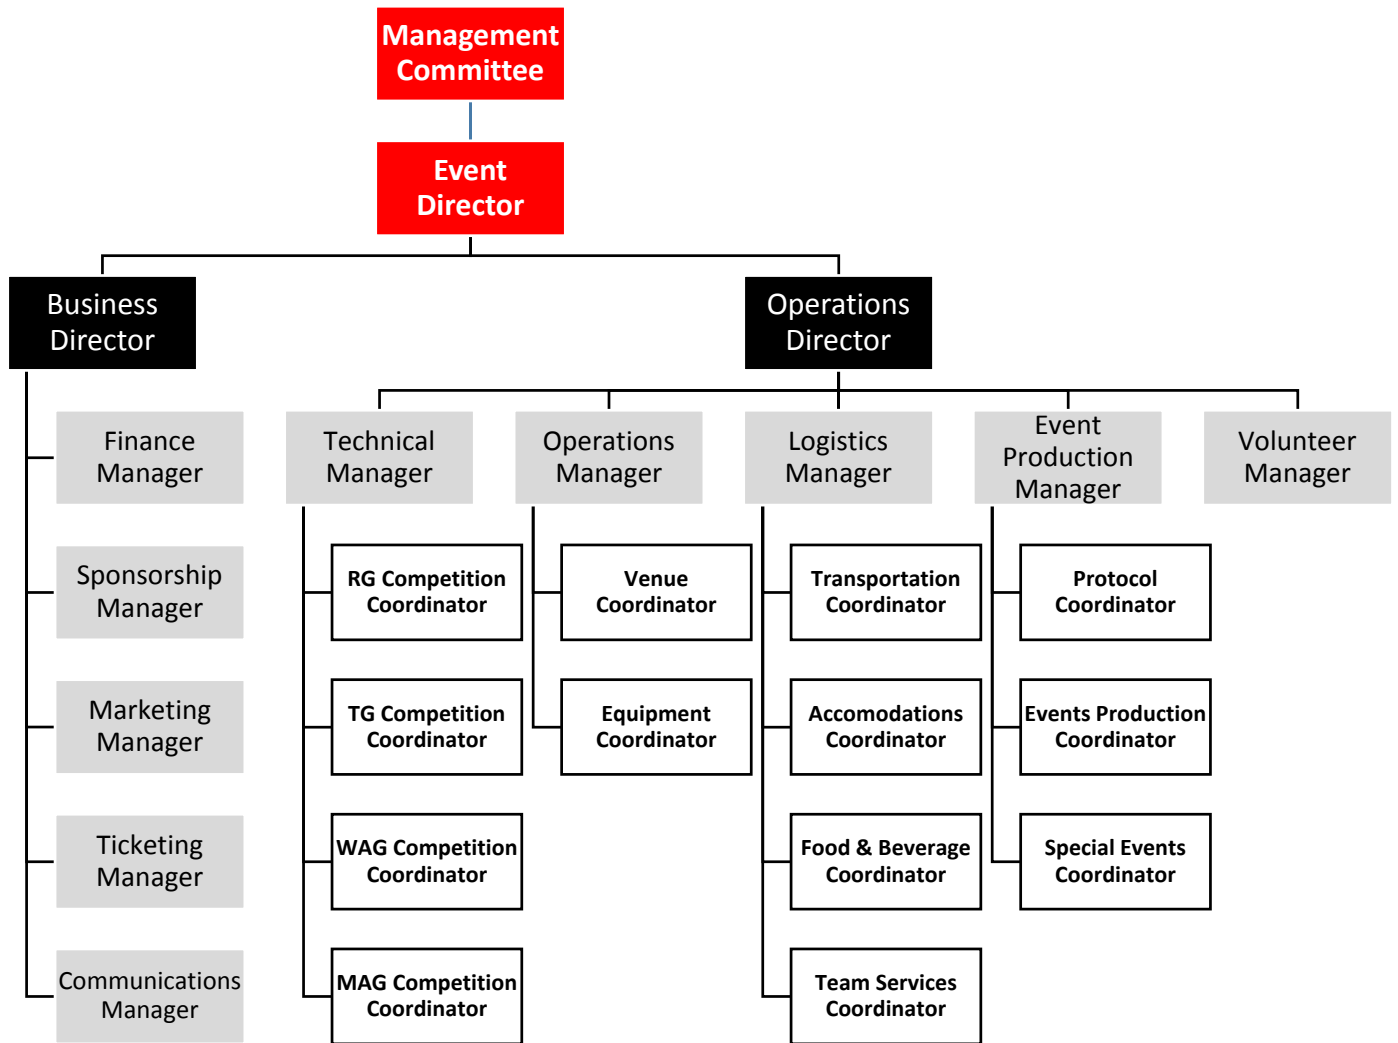 Management
Committee
Event
Director
Business
Director
Operations
Director
Finance
Manager
Technical
Manager
Operations
Manager
Logistics
Manager
Event
Production
Manager
Volunteer
Manager
Sponsorship
Manager
RG Competition
Coordinator
Venue
Coordinator
Transportation
Coordinator
Protocol
Coordinator
Marketing
Manager
TG Competition
Coordinator
Equipment
Coordinator
Accomodations
Coordinator
Events Production
Coordinator
Ticketing
Manager
WAG Competition
Coordinator
Food & Beverage
Coordinator
Special Events
Coordinator
Communications
Manager
MAG Competition
Coordinator
Team Services
Coordinator